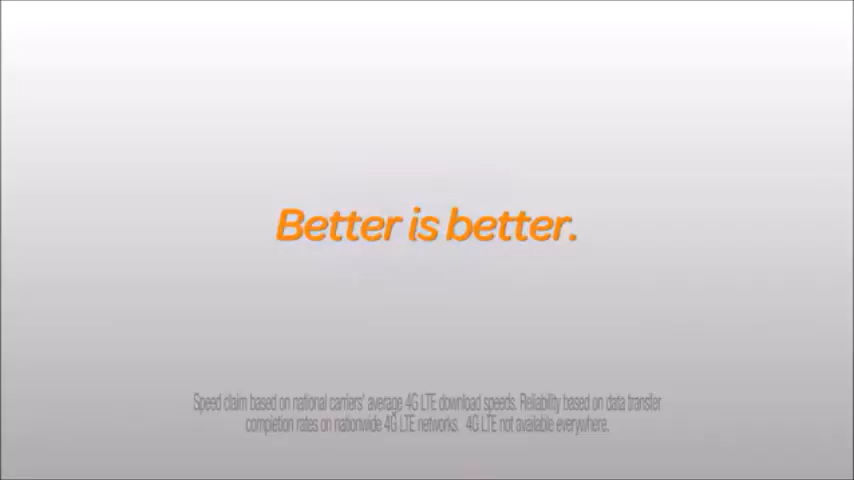 Better is better.
Speed claim based on national carriers' average 4G LTE download speeds. Reliability based on data transfer
completion rates on nationwide 4G LTE networks. 4G LTE not available everywhere.